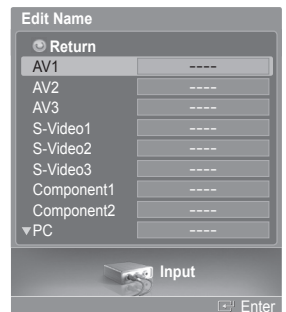 Edit Name
Return
AV1 ----
AV2 ----
AV3 ----
S-Video1 ----
S-Video2 ----
S-Video3 ----
Component1 ----
Component2 ----
▼PC ----
Input
Enter